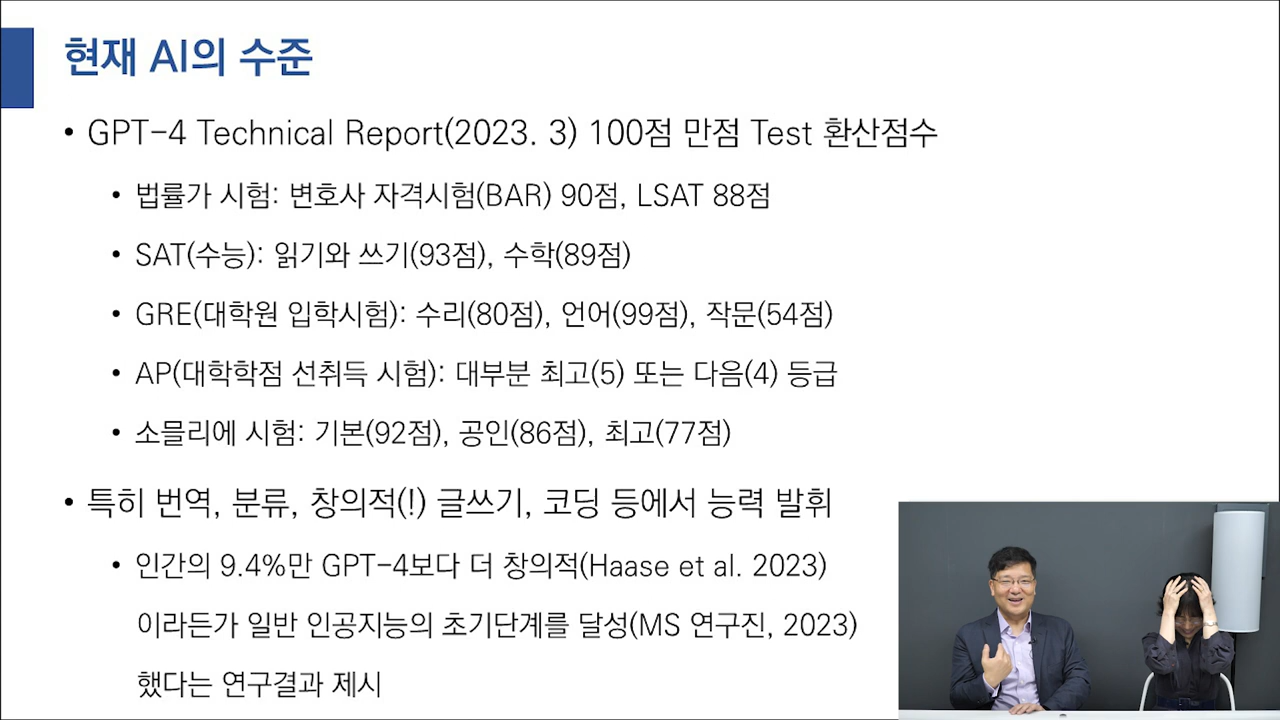 현재 AI의 수준
• GPT-4 Technical Report(2023. 3) 100점 만점 Test 환산점수
• 법률가 시험: 변호사 자격시험(BAR) 90점, LSAT 88점
• SAT(수능): 읽기와 쓰기(93점), 수학(89점)
• GRE(대학원 입학시험): 수리(80점), 언어(99점), 작문(54점)
• AP(대학학점 선취득 시험): 대부분 최고(5) 또는 다음(4) 등급
• 소믈리에 시험: 기본(92점), 공인(86점), 최고(77점)
• 특히 번역, 분류, 창의적(!) 글쓰기, 코딩 등에서 능력 발휘
• 인간의 9.4%만 GPT-4보다 더 창의적(Haase et al. 2023)
이라든가 일반 인공지능의 초기단계를 달성(MS 연구진, 2023)
했다는 연구결과 제시